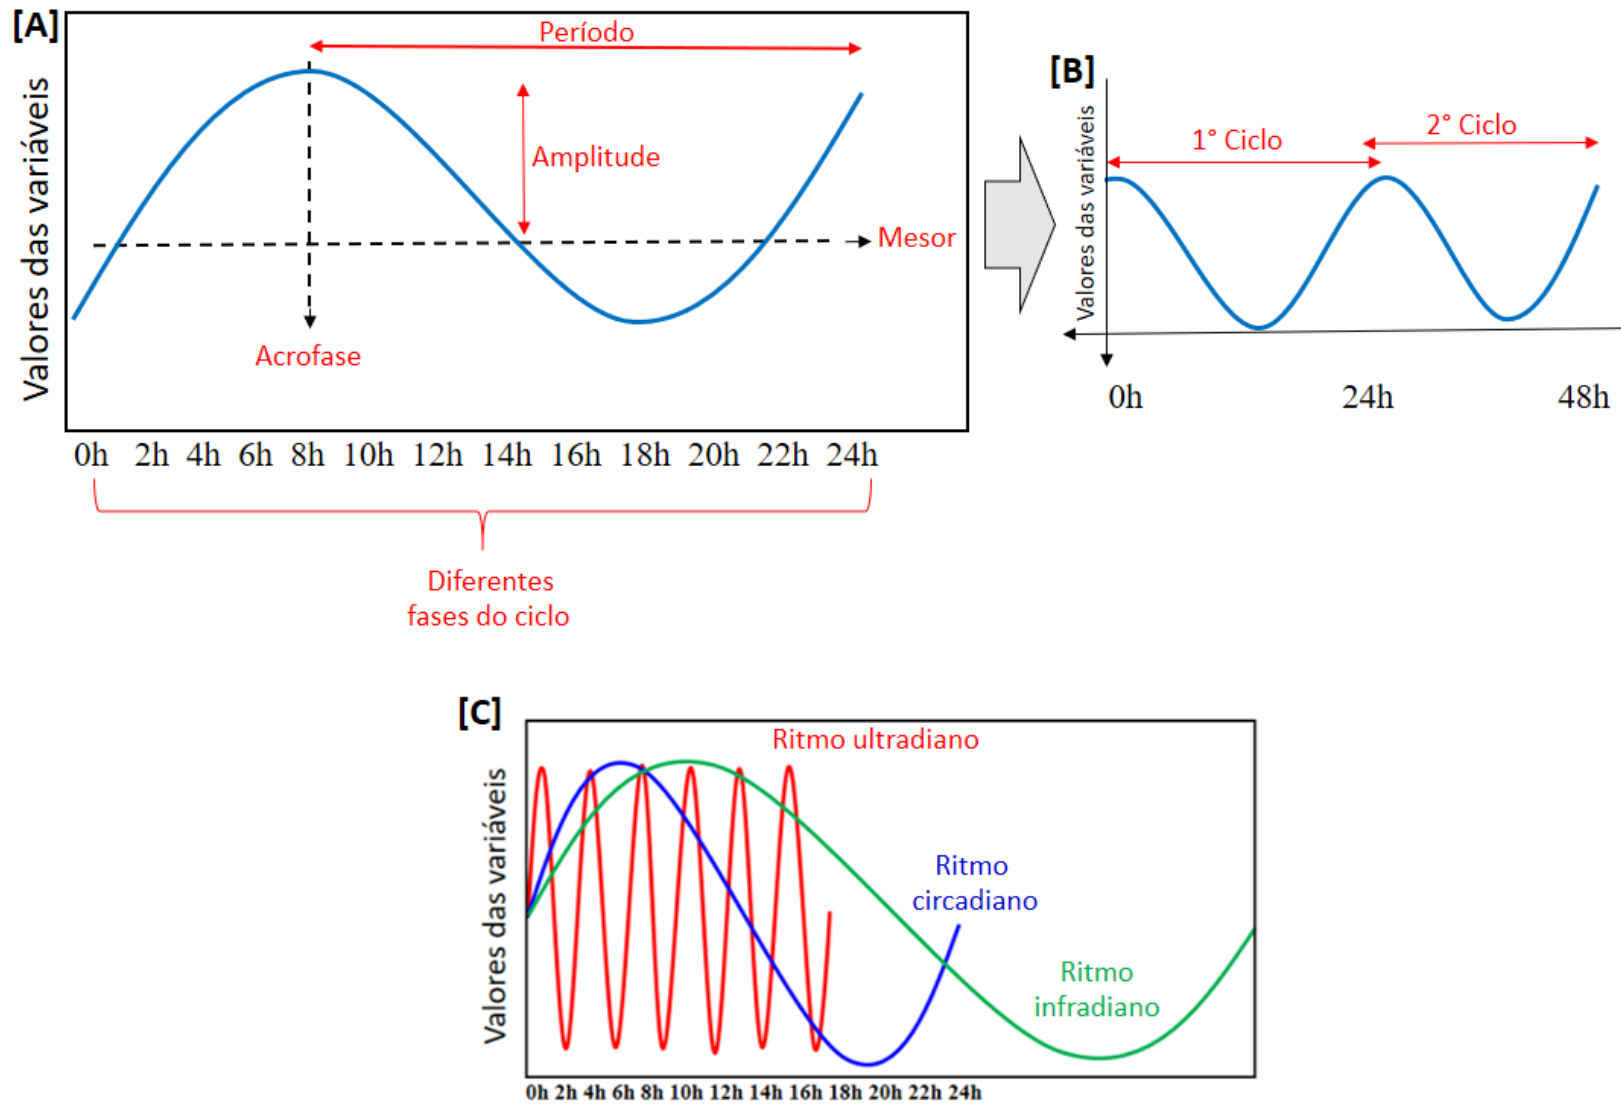 [A]
Período
Valores das variáveis
Amplitude
Mesor
Acrofase
0h 2h 4h 6h 8h 10h 12h 14h 16h 18h 20h 22h 24h
Diferentes
fases do ciclo
[B]
Valores das variáveis
1° Ciclo
2° Ciclo
0h 24h 48h
[C]
Ritmo ultradiano
Valores das variáveis
Ritmo
circadiano
Ritmo
infradiano
0h 2h 4h 6h 8h 10h 12h 14h 16h 18h 20h 22h 24h